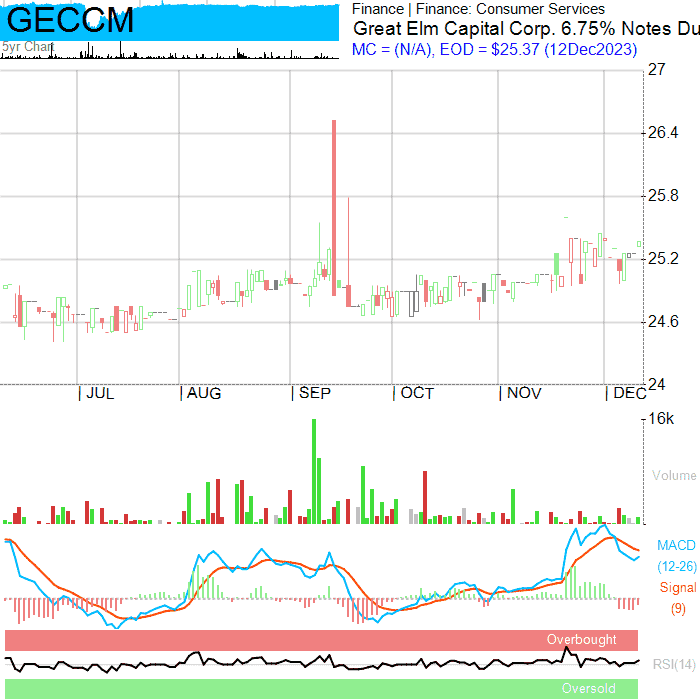 GECCM
5yr Chart
Finance | Finance: Consumer Services
Great Elm Capital Corp. 6.75% Notes Du
MC = (N/A), EOD = $25.37 (12Dec2023)
27
26.4
25.8
25.2
24.6
24
JUL
AUG
SEP
OCT
NOV
DEC
16k
Volume
MACD
(12-26)
Signal
(9)
Overbought
RSI(14)
Oversold